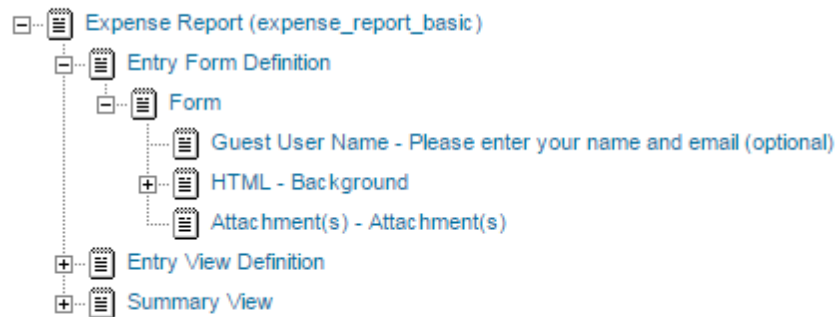 Expense Report (expense_report_basic)
Entry Form Definition
Form
Guest User Name - Please enter your name and email (optional)
HTML - Background
Attachment(s) - Attachment(s)
Entry View Definition
Summary View